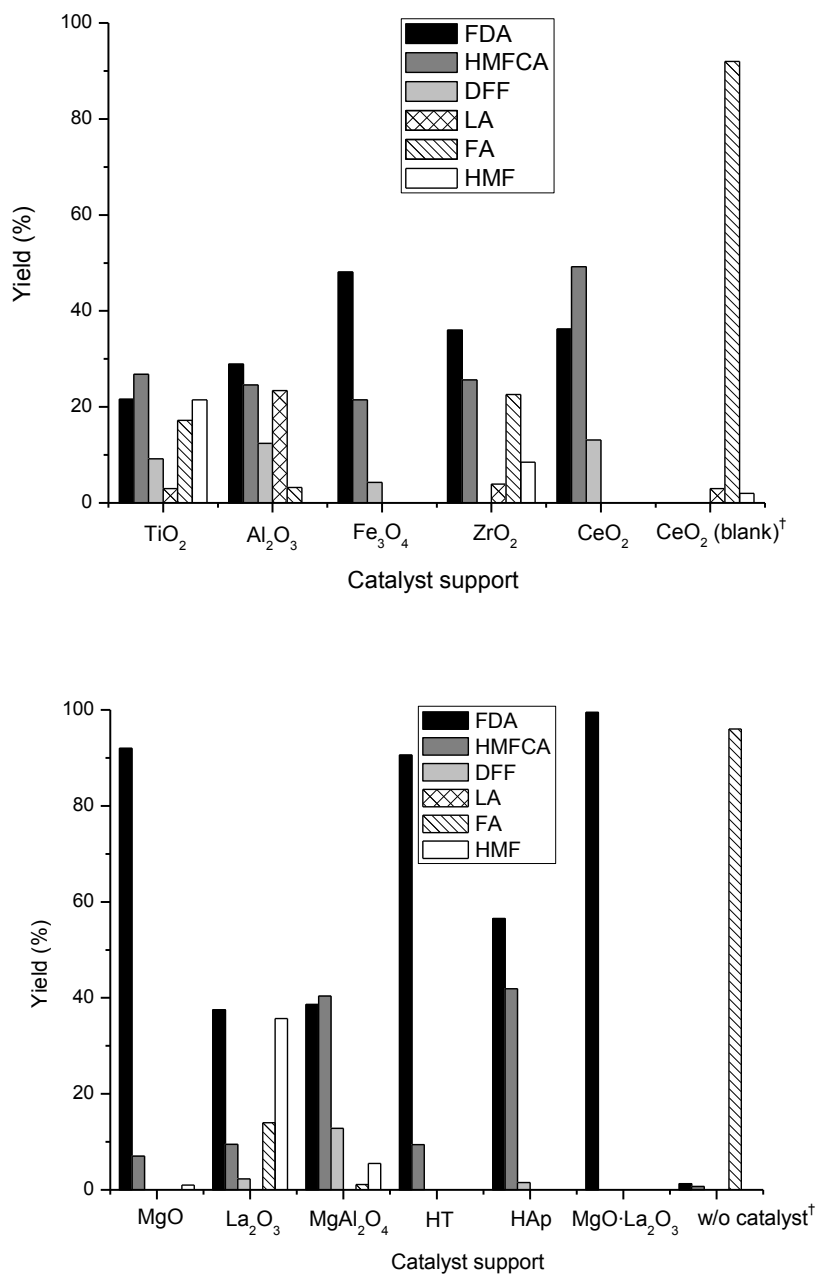 100
80
60
40
20
0
Yield (%)
FDA
HMFCA
DFF
LA
FA
HMF
TiO₂ Al₂O₃ Fe₃O₄ ZrO₂ CeO₂ CeO₂ (blank)†
Catalyst support
100
80
60
40
20
0
Yield (%)
FDA
HMFCA
DFF
LA
FA
HMF
MgO La₂O₃ MgAl₂O₄ HT HAp MgO·La₂O₃ w/o catalyst†
Catalyst support